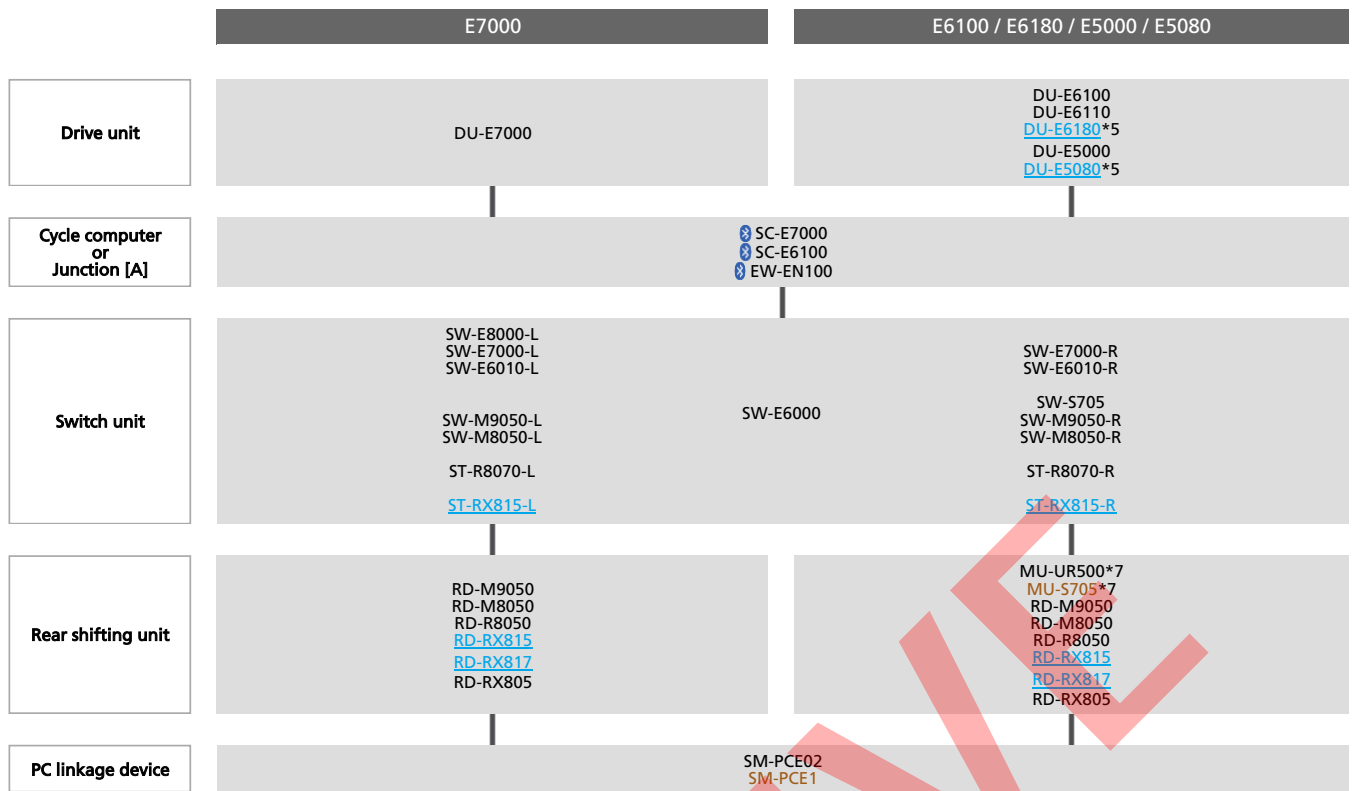 E7000
E6100 / E6180 / E5000 / E5080
Drive unit
DU-E7000
DU-E6100
DU-E6110
DU-E6180*5
DU-E5000
DU-E5080*5
Cycle computer
or
Junction [A]
SC-E7000
SC-E6100
EW-EN100
Switch unit
SW-E8000-L
SW-E7000-L
SW-E6010-L
SW-M9050-L
SW-M8050-L
ST-R8070-L
ST-RX815-L
SW-E6000
SW-E7000-R
SW-E6010-R
SW-S705
SW-M9050-R
SW-M8050-R
ST-R8070-R
ST-RX815-R
Rear shifting unit
RD-M9050
RD-M8050
RD-R8050
RD-RX815
RD-RX817
RD-RX805
MU-UR500*7
MU-S705*7
RD-M9050
RD-M8050
RD-R8050
RD-RX815
RD-RX817
RD-RX805
PC linkage device
SM-PCE02
SM-PCE1